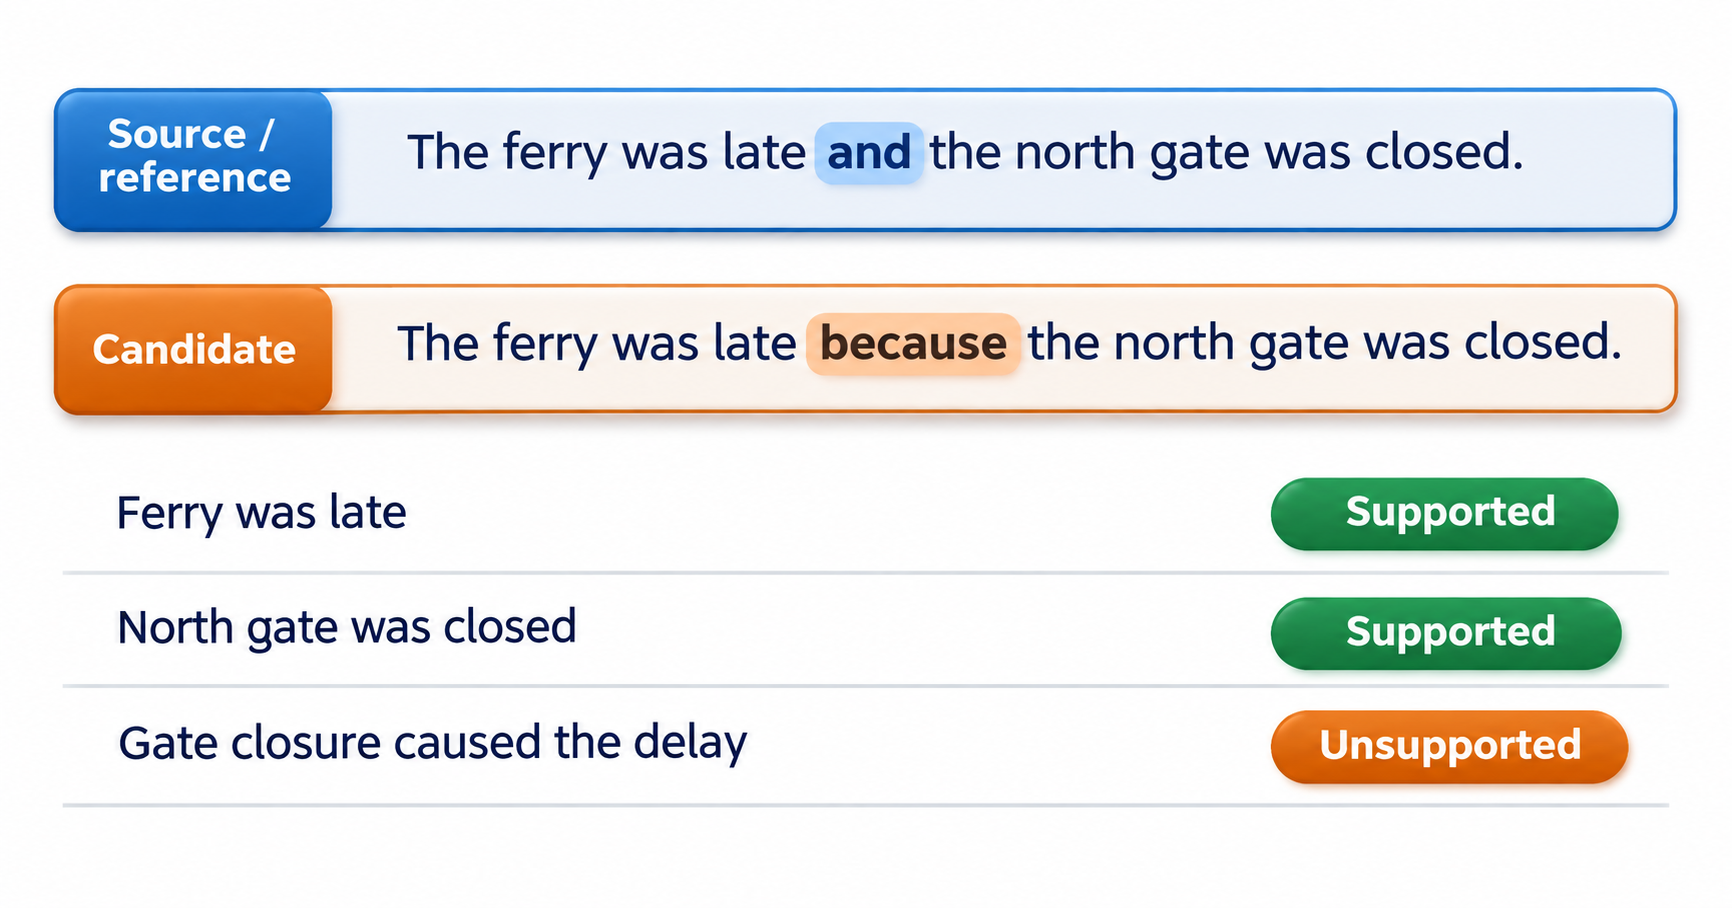 Source /
reference
The ferry was late and the north gate was closed.
Candidate
The ferry was late because the north gate was closed.
Ferry was late
Supported
North gate was closed
Supported
Gate closure caused the delay
Unsupported